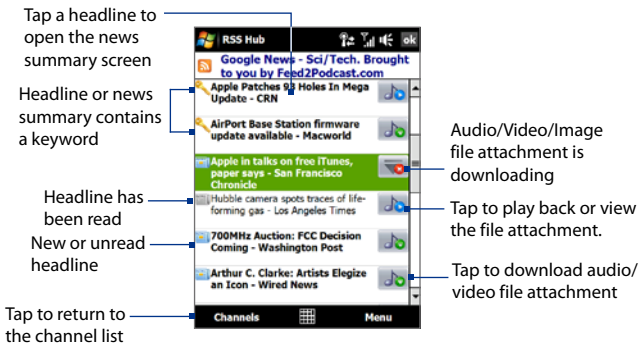 Tap a headline to
open the news
summary screen
Headline or news
summary contains
a keyword
Headline has
been read
New or unread
headline
Tap to return to
the channel list
RSS Hub
ok
Google News - Sci/Tech. Brought
to you by Feed2Podcast.com
Apple Patches 93 Holes In Mega
Update - CRN
AirPort Base Station firmware
update available - Macworld
Apple in talks on free iTunes,
paper says - San Francisco
Chronicle
Hubble camera spots traces of life-
forming gas - Los Angeles Times
700MHz Auction: FCC Decision
Coming - Washington Post
Arthur C. Clarke: Artists Elegize
an Icon - Wired News
Channels
Menu
Audio/Video/Image
file attachment is
downloading
Tap to play back or view
the file attachment.
Tap to download audio/
video file attachment